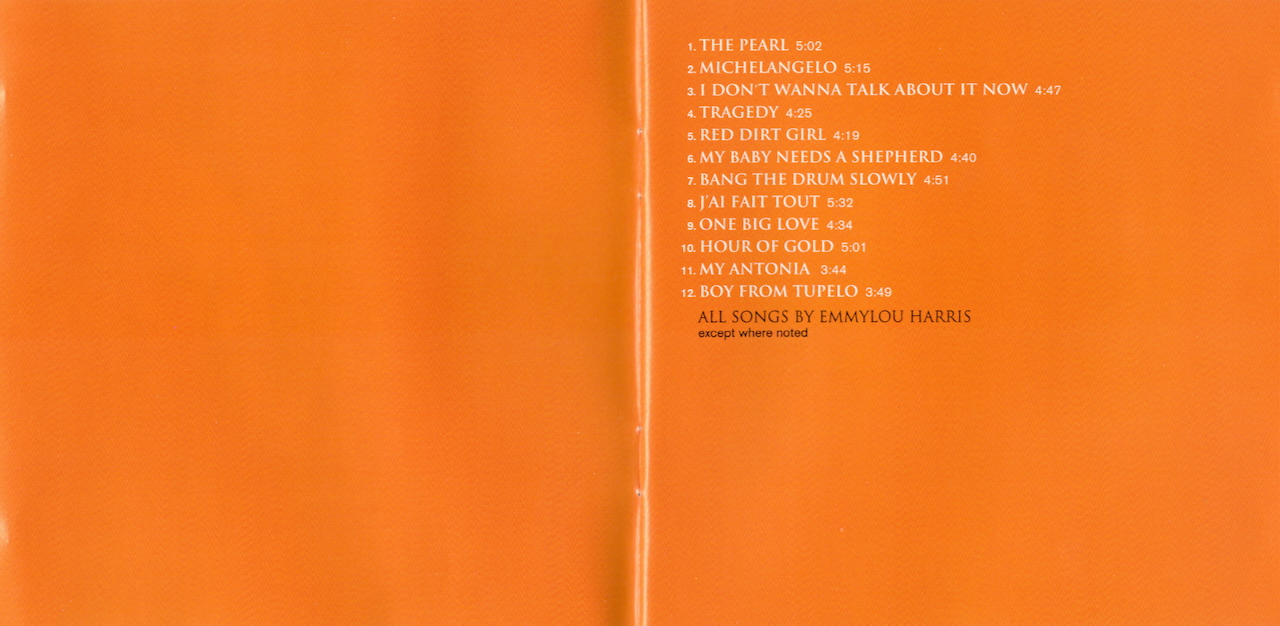 1. THE PEARL 5:02
2. MICHELANGELO 5:15
3. I DON'T WANNA TALK ABOUT IT NOW 4:47
4. TRAGEDY 4:25
5. RED DIRT GIRL 4:19
6. MY BABY NEEDS A SHEPHERD 4:40
7. BANG THE DRUM SLOWLY 4:51
8. J'AI FAIT TOUT 5:32
9. ONE BIG LOVE 4:34
10. HOUR OF GOLD 5:01
11. MY ANTONIA 3:44
12. BOY FROM TUPELO 3:49
ALL SONGS BY EMMYLOU HARRIS
except where noted